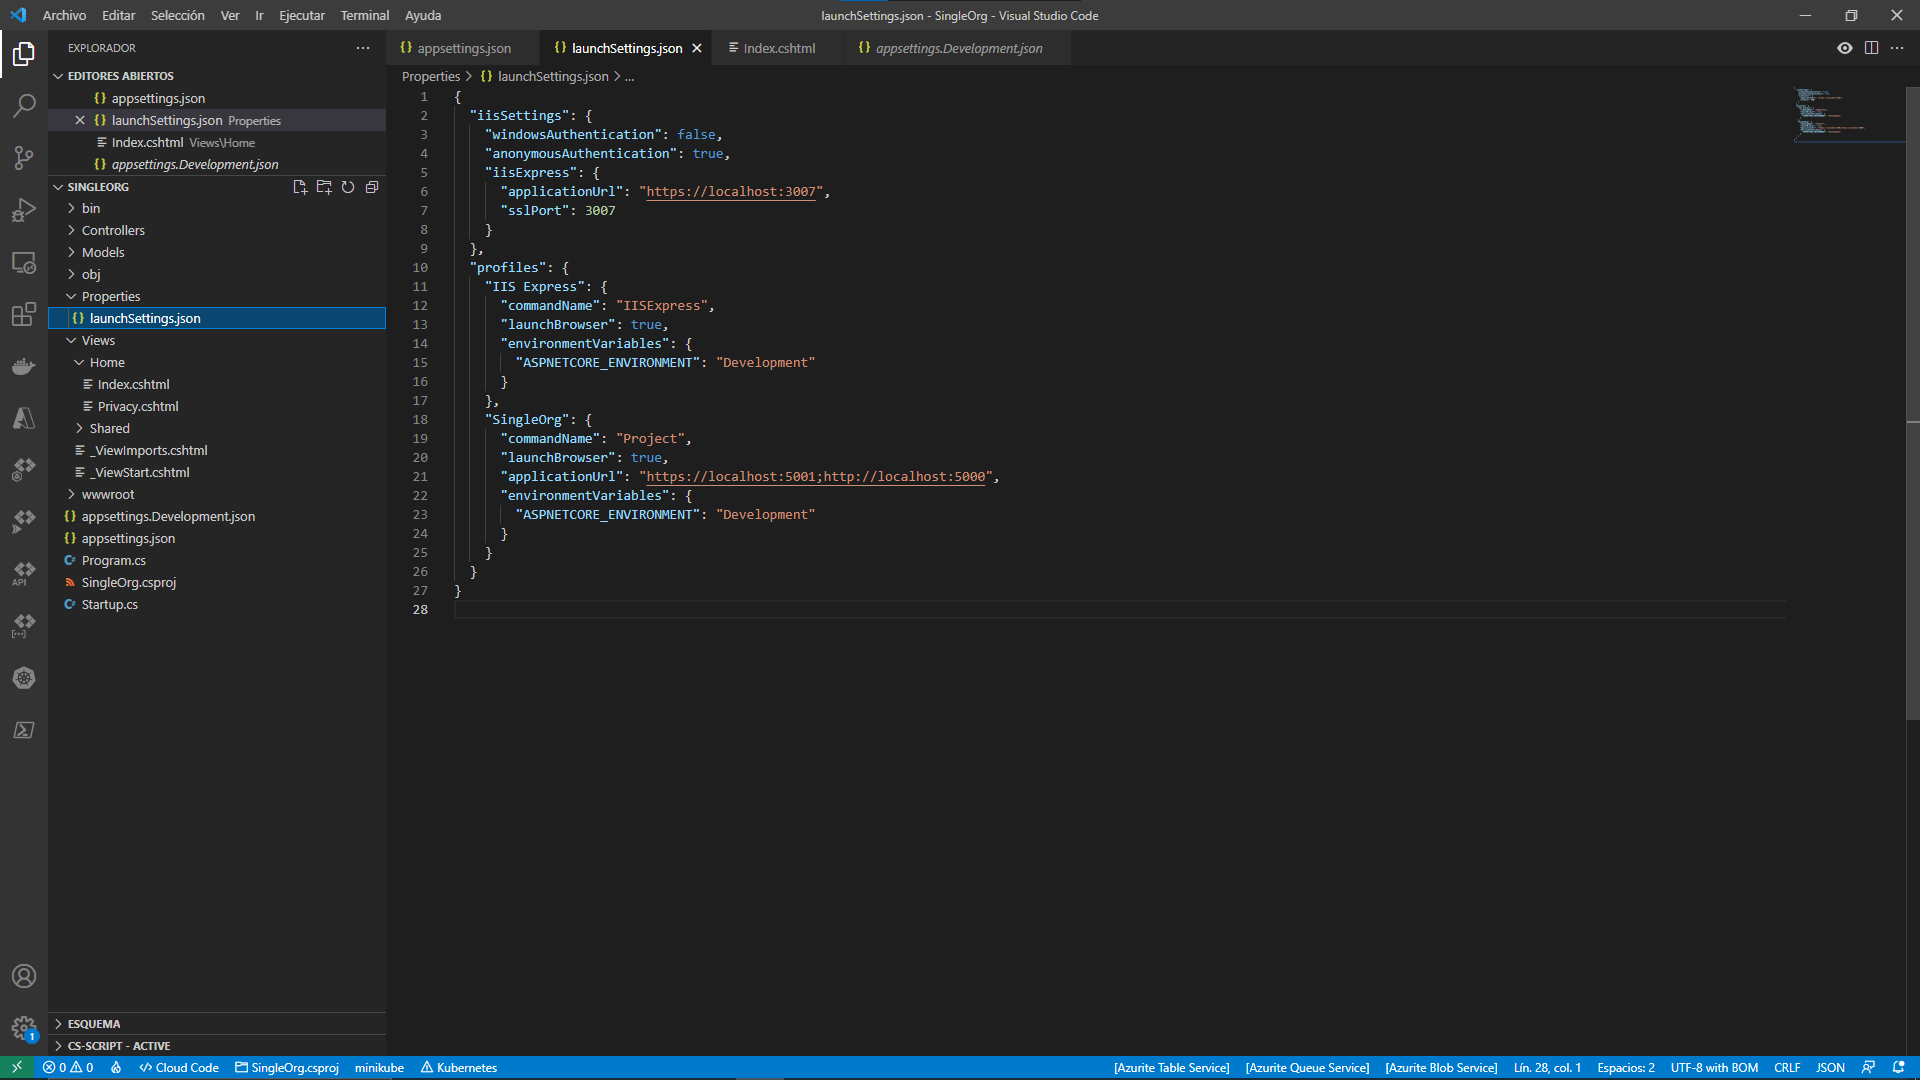 Archivo Editar Selección Ver Ir Ejecutar Terminal Ayuda
launchSettings.json - SingleOrg - Visual Studio Code
EXPLORADOR
EDITORES ABIERTOS
appsettings.json
launchSettings.json Properties
Index.cshtml Views\Home
appsettings.Development.json
SINGLEORG
bin
Controllers
Models
obj
Properties
launchSettings.json
Views
Home
Index.cshtml
Privacy.cshtml
Shared
_ViewImports.cshtml
_ViewStart.cshtml
wwwroot
appsettings.Development.json
appsettings.json
Program.cs
SingleOrg.csproj
Startup.cs
API
ESQUEMA
CS-SCRIPT - ACTIVE
1
appsettings.json launchSettings.json Index.cshtml appsettings.Development.json
Properties > {} launchSettings.json > ...
1 {
2 "iisSettings": {
3 "windowsAuthentication": false,
4 "anonymousAuthentication": true,
5 "iisExpress": {
6 "applicationUrl": "https://localhost:3007",
7 "sslPort": 3007
8 }
9 },
10 "profiles": {
11 "IIS Express": {
12 "commandName": "IISExpress",
13 "launchBrowser": true,
14 "environmentVariables": {
15 "ASPNETCORE_ENVIRONMENT": "Development"
16 }
17 },
18 "SingleOrg": {
19 "commandName": "Project",
20 "launchBrowser": true,
21 "applicationUrl": "https://localhost:5001;http://localhost:5000",
22 "environmentVariables": {
23 "ASPNETCORE_ENVIRONMENT": "Development"
24 }
25 }
26 }
27 }
28
0 0 Cloud Code SingleOrg.csproj minikube Kubernetes [Azurite Table Service] [Azurite Queue Service] [Azurite Blob Service] Lín. 28, col. 1 Espacios: 2 UTF-8 with BOM CRLF JSON